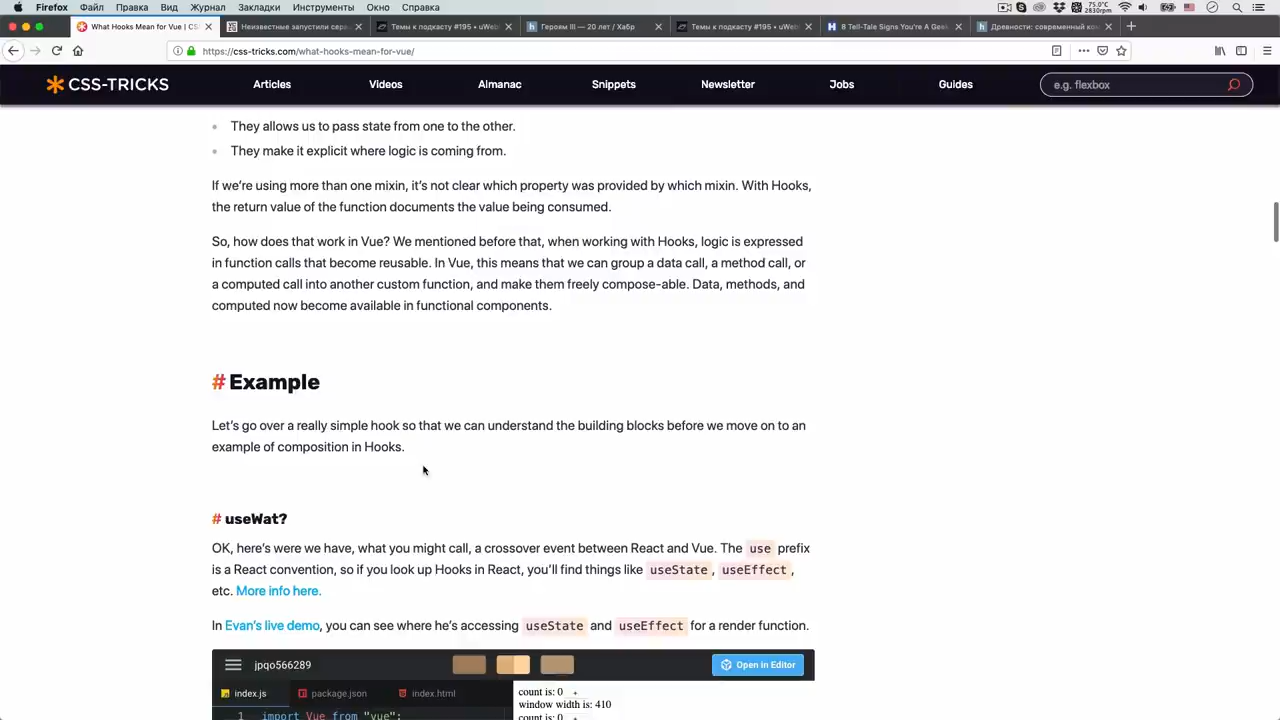 Firefox Файл Правка Вид Журнал Закладки Инструменты Окно Справка 75.0°C 2830rpm
What Hooks Mean for Vue | CS Неизвестные запустили сера Темы к подкасту #195 • uWeb Героям III — 20 лет / Хабр Темы к подкасту #195 • uWeb 8 Tell-Tale Signs You're A Geek Древности: современный ко
https://css-tricks.com/what-hooks-mean-for-vue/
CSS-TRICKS Articles Videos Almanac Snippets Newsletter Jobs Guides e.g. flexbox
They allows us to pass state from one to the other.
They make it explicit where logic is coming from.
If we're using more than one mixin, it's not clear which property was provided by which mixin. With Hooks,
the return value of the function documents the value being consumed.
So, how does that work in Vue? We mentioned before that, when working with Hooks, logic is expressed
in function calls that become reusable. In Vue, this means that we can group a data call, a method call, or
a computed call into another custom function, and make them freely compose-able. Data, methods, and
computed now become available in functional components.
# Example
Let's go over a really simple hook so that we can understand the building blocks before we move on to an
example of composition in Hooks.
# useWat?
OK, here's were we have, what you might call, a crossover event between React and Vue. The use prefix
is a React convention, so if you look up Hooks in React, you'll find things like useState, useEffect,
etc. More info here.
In Evan's live demo, you can see where he's accessing useState and useEffect for a render function.
jpqo566289 Open in Editor
index.js package.json index.html
count is: 0 +
window width is: 410
1 import Vue from "vue";
count is: 0 +